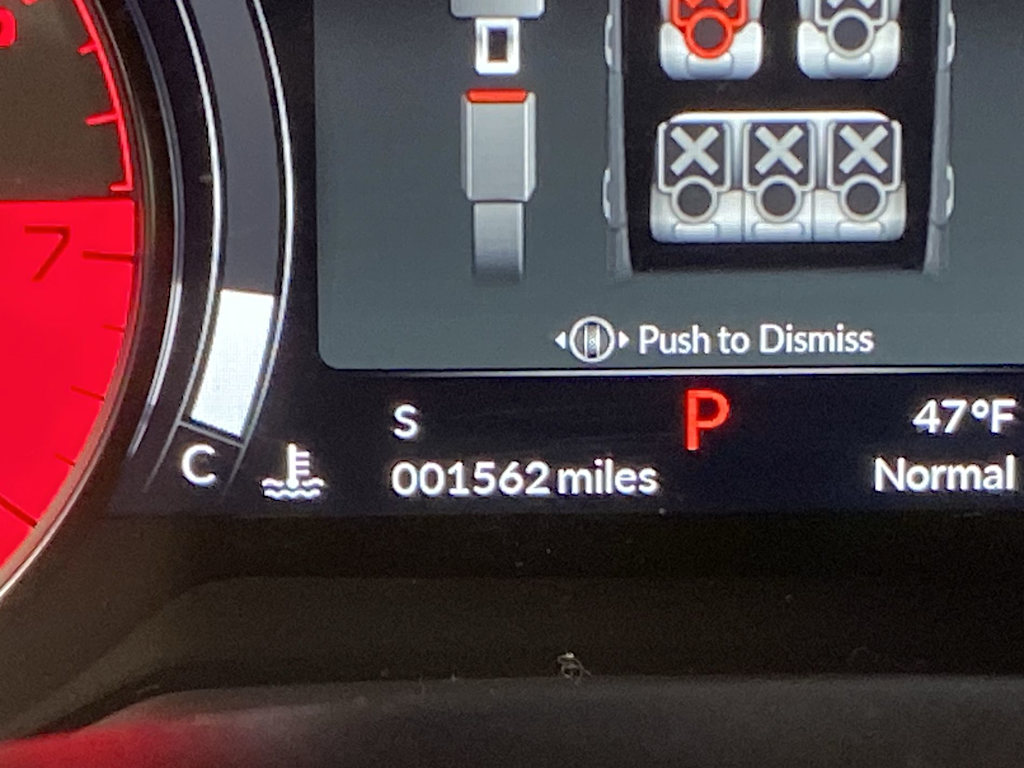 7
Push to Dismiss
S P 47°F
C 001562 miles Normal